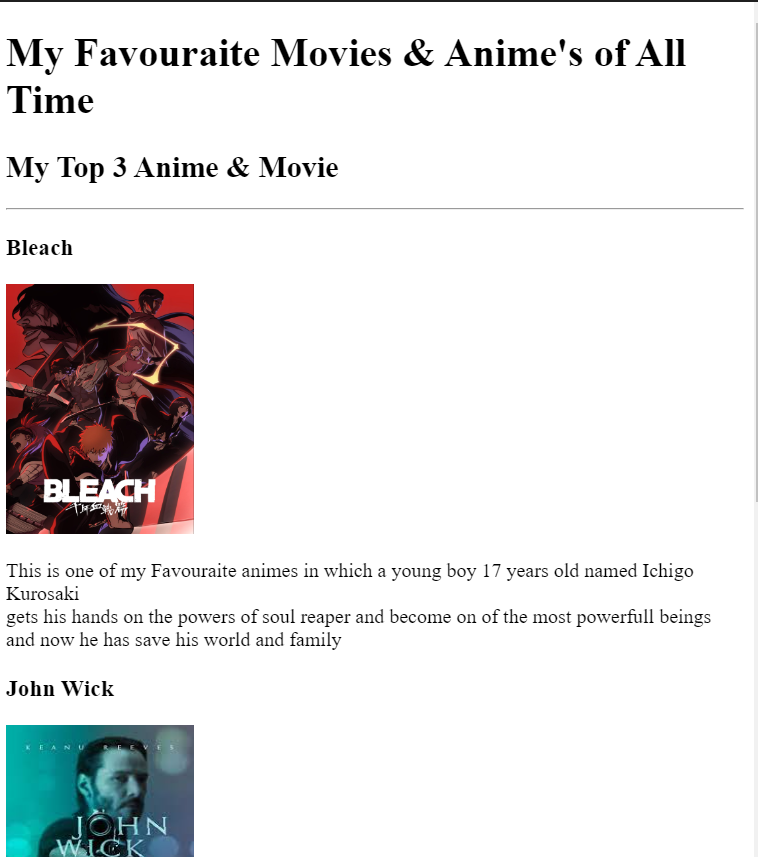 My Favouraite Movies & Anime's of All
Time
My Top 3 Anime & Movie
Bleach
BLEACH
千年血戦篇
This is one of my Favouraite animes in which a young boy 17 years old named Ichigo
Kurosaki
gets his hands on the powers of soul reaper and become on of the most powerfull beings
and now he has save his world and family
John Wick
KEANU REEVES
JOHN
WICK